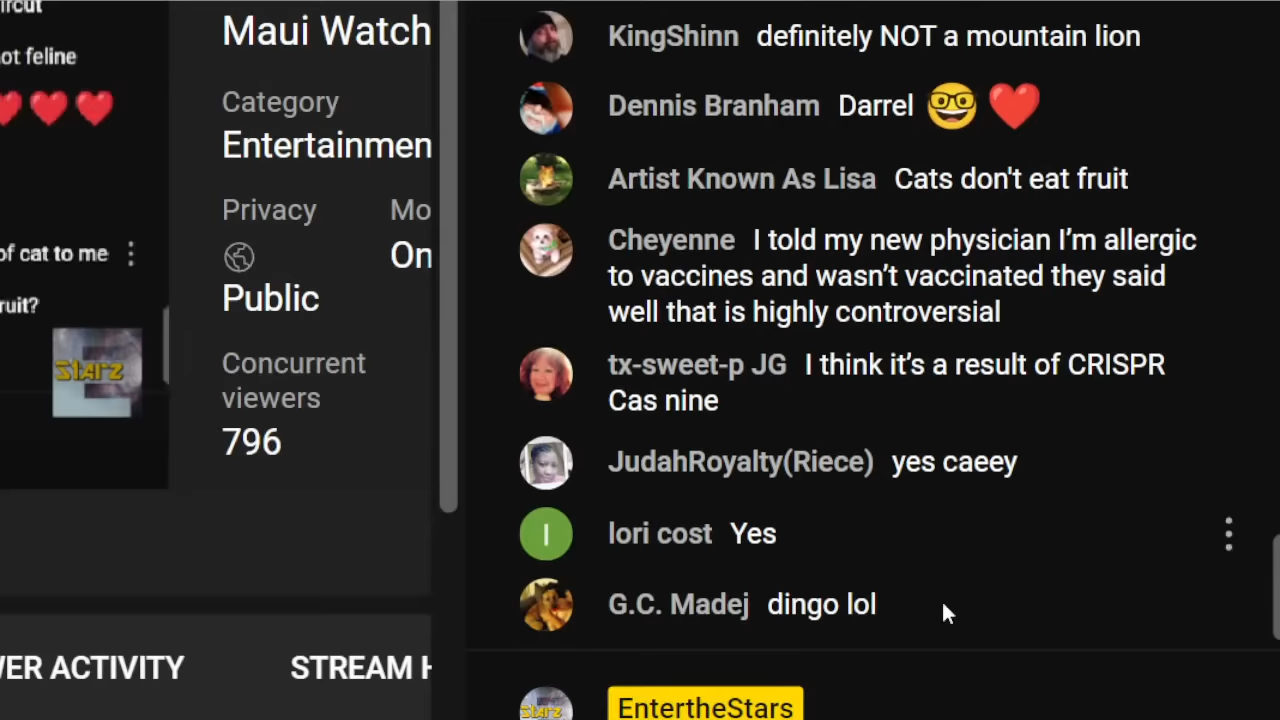 ircut
ot feline
of cat to me
ruit?
Starz
Maui Watch
Category
Entertainmen
Privacy
Mo
On
Public
Concurrent
viewers
796
ER ACTIVITY
STREAM H
KingShinn definitely NOT a mountain lion
Dennis Branham Darrel 🤓 ❤️
Artist Known As Lisa Cats don't eat fruit
Cheyenne I told my new physician I’m allergic
to vaccines and wasn’t vaccinated they said
well that is highly controversial
tx-sweet-p JG I think it’s a result of CRISPR
Cas nine
JudahRoyalty(Riece) yes caeey
lori cost Yes
G.C. Madej dingo lol
EntertheStars